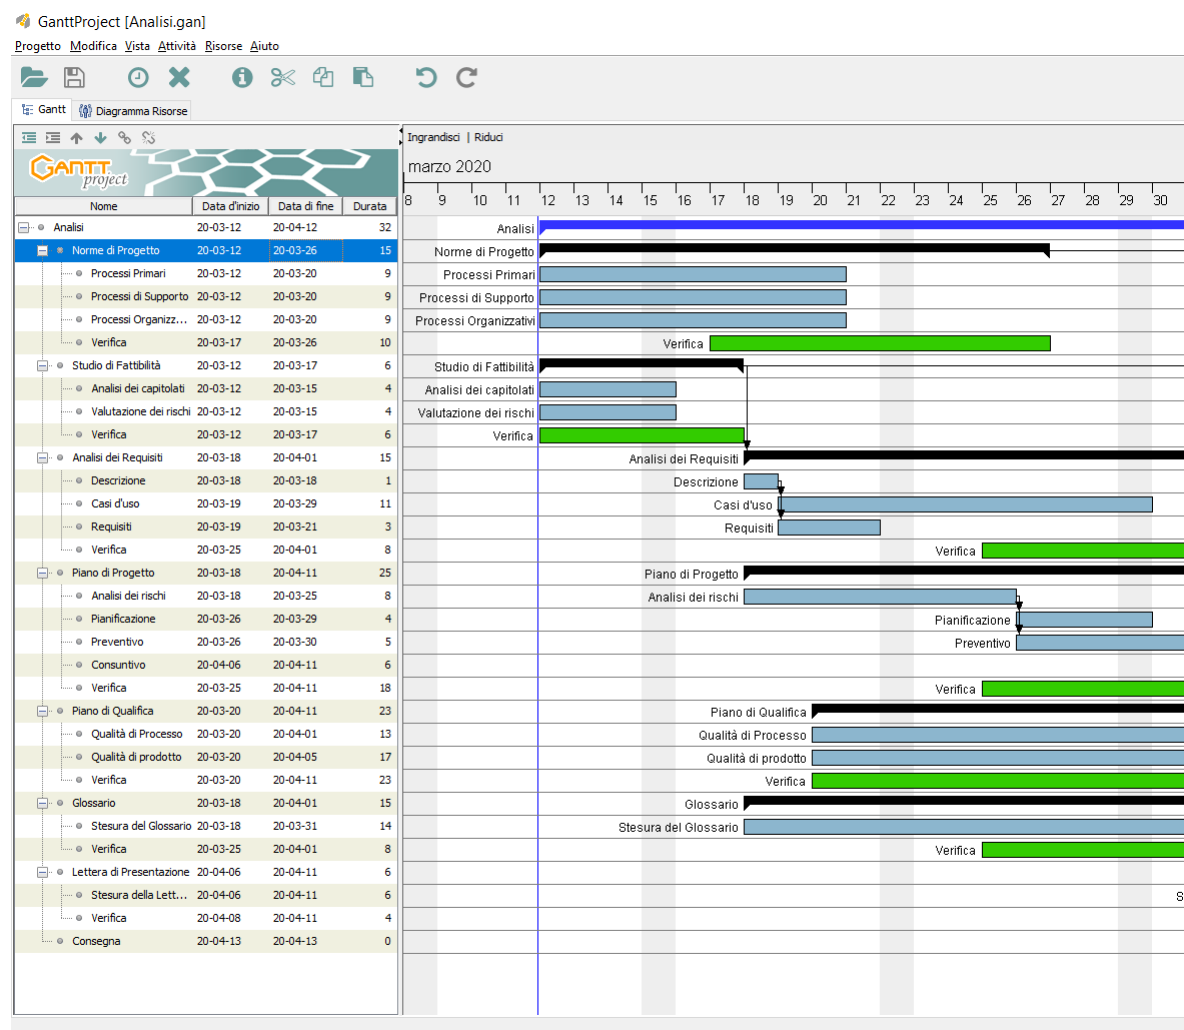 GanttProject [Analisi.gan]
Progetto Modifica Vista Attività Risorse Aiuto
Gantt Diagramma Risorse
Ingrandisci | Riduci
GANTT project
marzo 2020
8 9 10 11 12 13 14 15 16 17 18 19 20 21 22 23 24 25 26 27 28 29 30
Nome Data d'inizio Data di fine Durata
Analisi 20-03-12 20-04-12 32 Analisi
Norme di Progetto 20-03-12 20-03-26 15 Norme di Progetto
Processi Primari 20-03-12 20-03-20 9 Processi Primari
Processi di Supporto 20-03-12 20-03-20 9 Processi di Supporto
Processi Organizz... 20-03-12 20-03-20 9 Processi Organizzativi
Verifica 20-03-17 20-03-26 10 Verifica
Studio di Fattibilità 20-03-12 20-03-17 6 Studio di Fattibilità
Analisi dei capitolati 20-03-12 20-03-15 4 Analisi dei capitolati
Valutazione dei rischi 20-03-12 20-03-15 4 Valutazione dei rischi
Verifica 20-03-12 20-03-17 6 Verifica
Analisi dei Requisiti 20-03-18 20-04-01 15 Analisi dei Requisiti
Descrizione 20-03-18 20-03-18 1 Descrizione
Casi d'uso 20-03-19 20-03-29 11 Casi d'uso
Requisiti 20-03-19 20-03-21 3 Requisiti
Verifica 20-03-25 20-04-01 8 Verifica
Piano di Progetto 20-03-18 20-04-11 25 Piano di Progetto
Analisi dei rischi 20-03-18 20-03-25 8 Analisi dei rischi
Pianificazione 20-03-26 20-03-29 4 Pianificazione
Preventivo 20-03-26 20-03-30 5 Preventivo
Consuntivo 20-04-06 20-04-11 6
Verifica 20-03-25 20-04-11 18 Verifica
Piano di Qualifica 20-03-20 20-04-11 23 Piano di Qualifica
Qualità di Processo 20-03-20 20-04-01 13 Qualità di Processo
Qualità di prodotto 20-03-20 20-04-05 17 Qualità di prodotto
Verifica 20-03-20 20-04-11 23 Verifica
Glossario 20-03-18 20-04-01 15 Glossario
Stesura del Glossario 20-03-18 20-03-31 14 Stesura del Glossario
Verifica 20-03-25 20-04-01 8 Verifica
Lettera di Presentazione 20-04-06 20-04-11 6
Stesura della Lett... 20-04-06 20-04-11 6 S
Verifica 20-04-08 20-04-11 4
Consegna 20-04-13 20-04-13 0